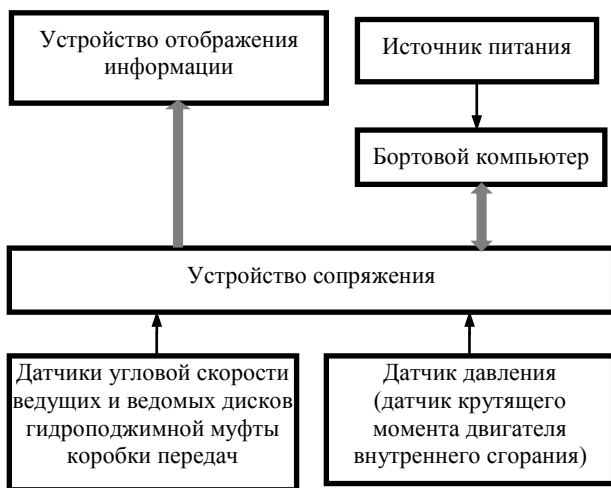 Устройство отображения
информации
Источник питания
Бортовой компьютер
Устройство сопряжения
Датчики угловой скорости
ведущих и ведомых дисков
гидроподжимной муфты
коробки передач
Датчик давления
(датчик крутящего
момента двигателя
внутреннего сгорания)